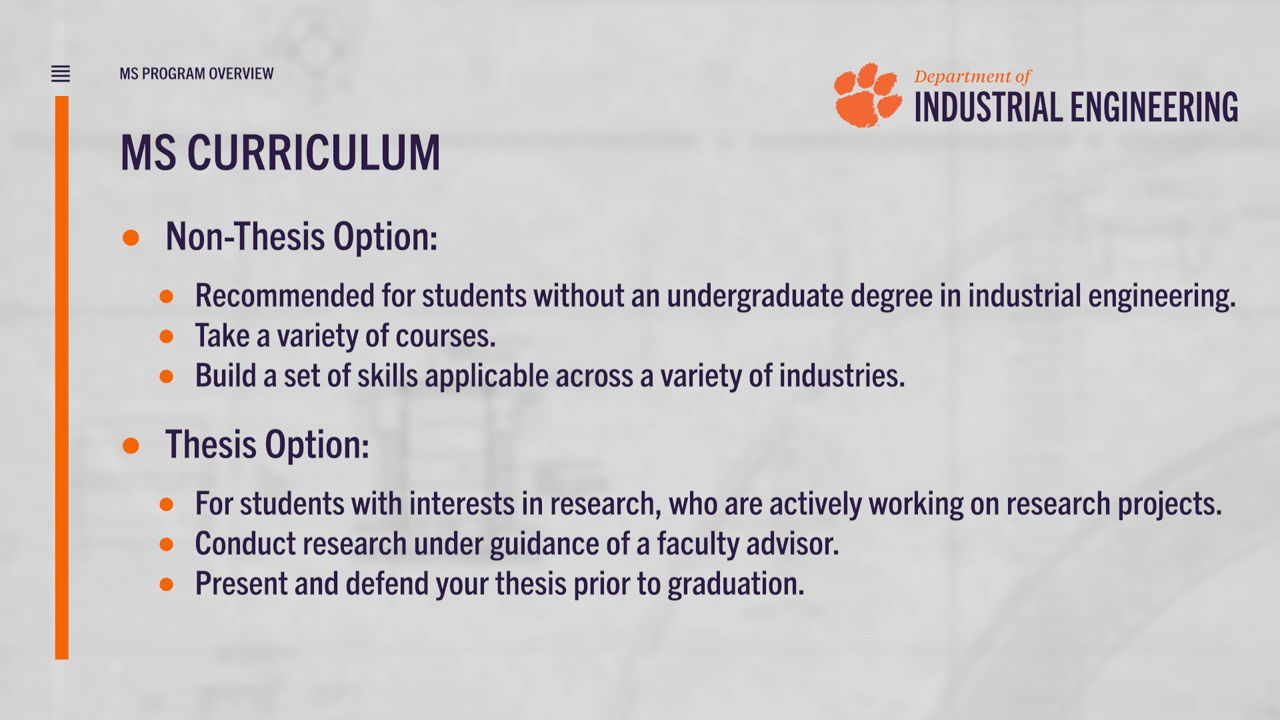 MS PROGRAM OVERVIEW
Department of
INDUSTRIAL ENGINEERING
MS CURRICULUM
Non-Thesis Option:
Recommended for students without an undergraduate degree in industrial engineering.
Take a variety of courses.
Build a set of skills applicable across a variety of industries.
Thesis Option:
For students with interests in research, who are actively working on research projects.
Conduct research under guidance of a faculty advisor.
Present and defend your thesis prior to graduation.